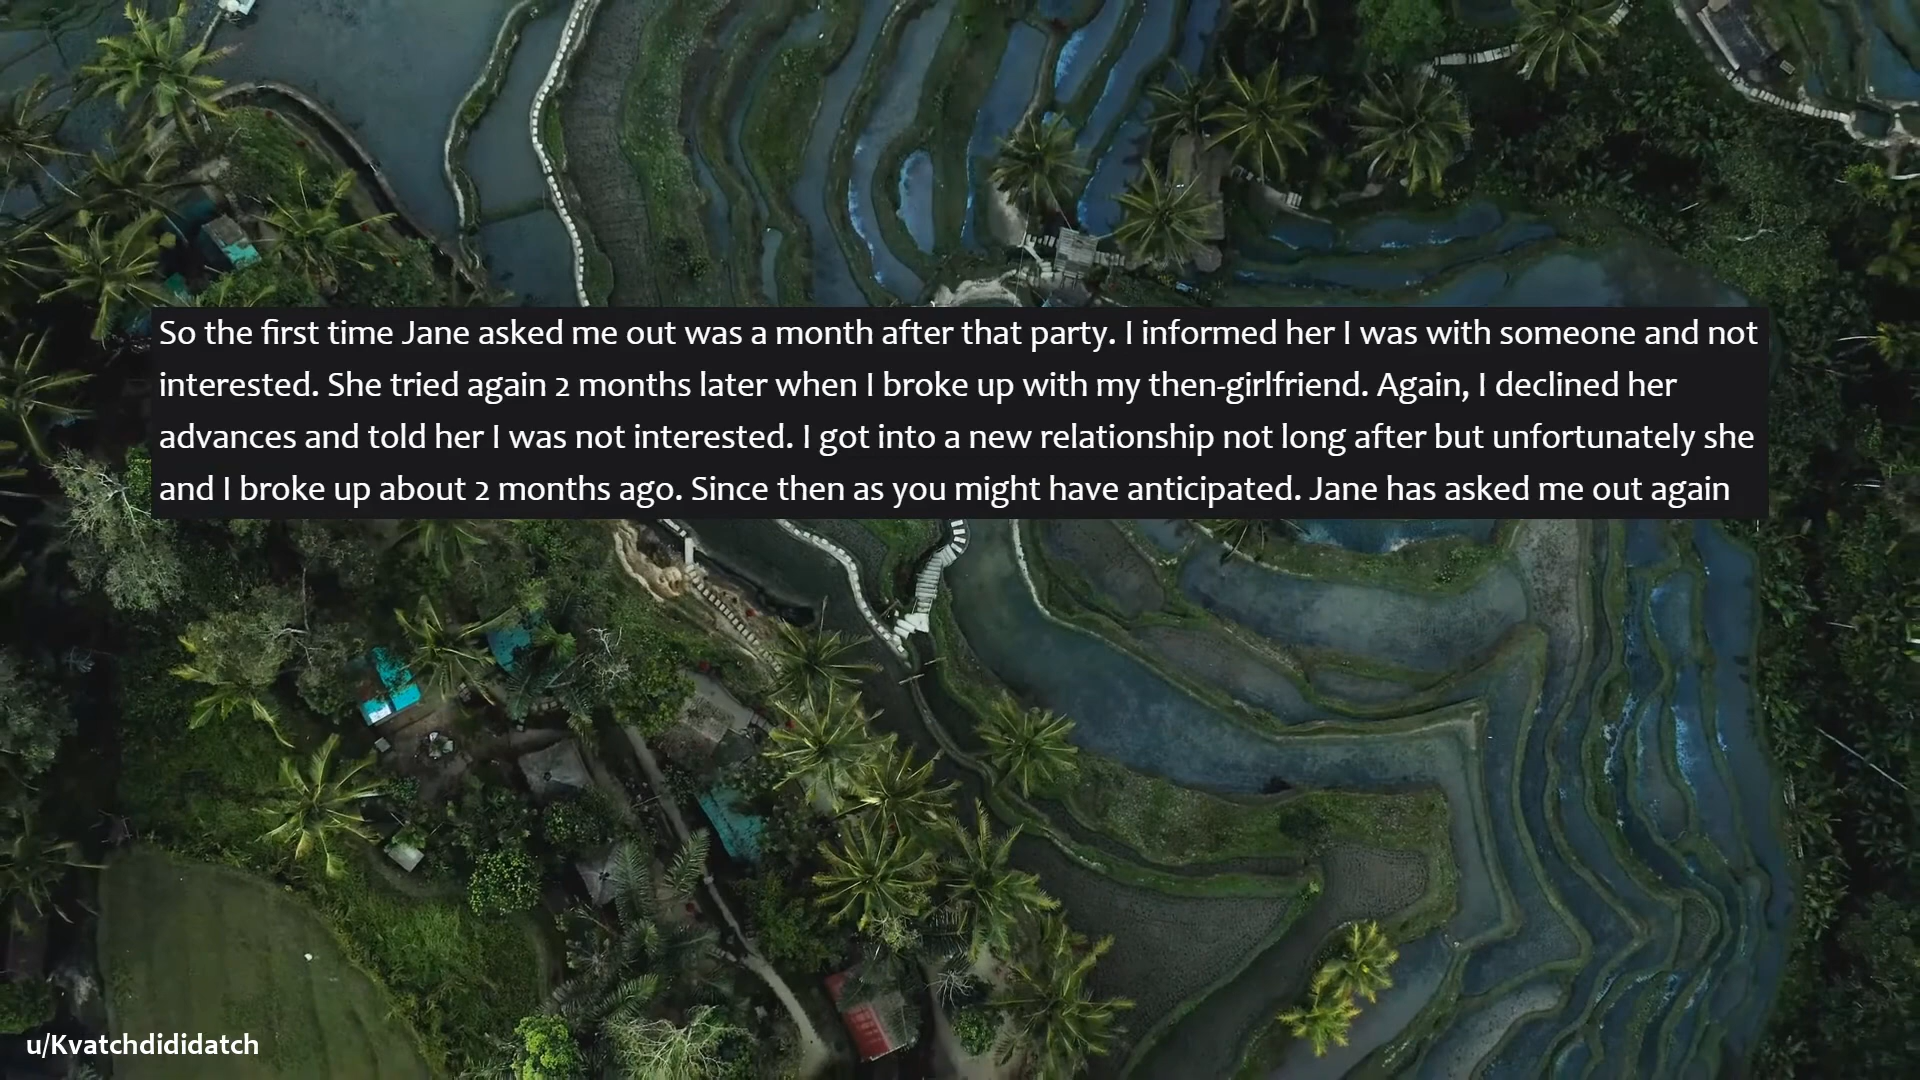 So the first time Jane asked me out was a month after that party. I informed her I was with someone and not
interested. She tried again 2 months later when I broke up with my then-girlfriend. Again, I declined her
advances and told her I was not interested. I got into a new relationship not long after but unfortunately she
and I broke up about 2 months ago. Since then as you might have anticipated. Jane has asked me out again
u/Kvatchdididatch